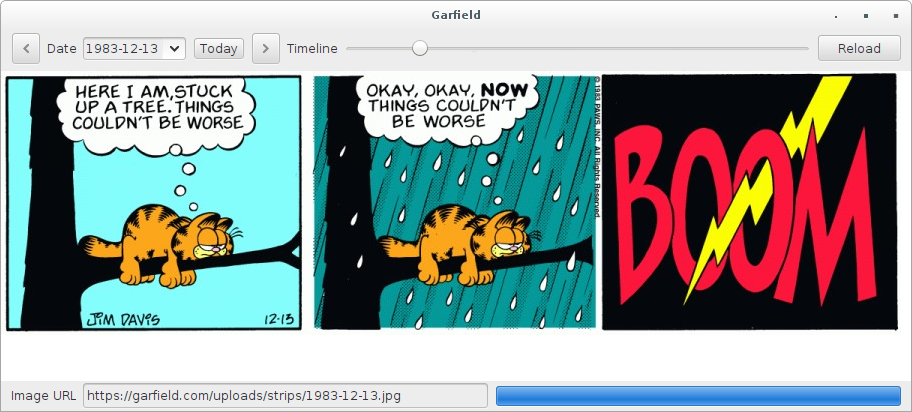 Garfield
Date 1983-12-13 Today Timeline Reload
HERE I AM, STUCK
UP A TREE. THINGS
COULDN'T BE WORSE
JIM DAVIS 12·13
OKAY, OKAY, NOW
THINGS COULDN'T
BE WORSE
© 1983 PAWS, INC. All Rights Reserved
BOOM
Image URL https://garfield.com/uploads/strips/1983-12-13.jpg